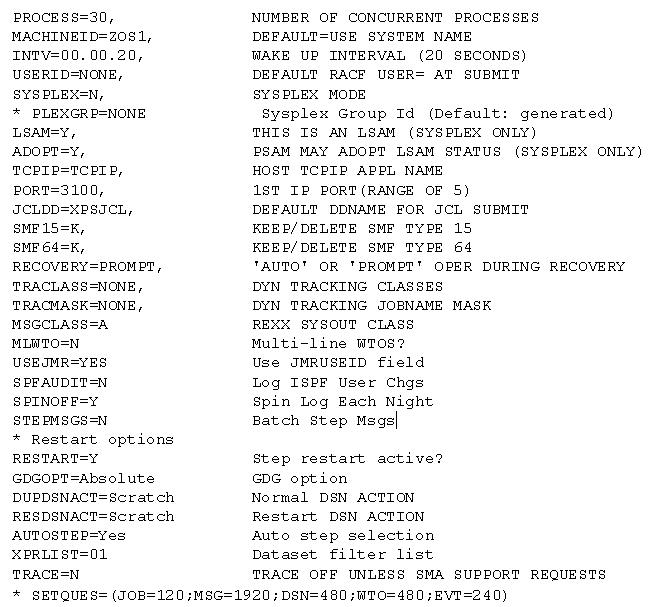 PROCESS=30, NUMBER OF CONCURRENT PROCESSES
MACHINEID=ZOS1, DEFAULT=USE SYSTEM NAME
INTV=00.00.20, WAKE UP INTERVAL (20 SECONDS)
USERID=NONE, DEFAULT RACF USER= AT SUBMIT
SYSPLEX=N, SYSPLEX MODE
* PLEXGRP=NONE Sysplex Group Id (Default: generated)
LSAM=Y, THIS IS AN LSAM (SYSPLEX ONLY)
ADOPT=Y, PSAM MAY ADOPT LSAM STATUS (SYSPLEX ONLY)
TCPIP=TCPIP, HOST TCPIP APPL NAME
PORT=3100, 1ST IP PORT(RANGE OF 5)
JCLDD=XPSJCL, DEFAULT DDNAME FOR JCL SUBMIT
SMF15=K, KEEP/DELETE SMF TYPE 15
SMF64=K, KEEP/DELETE SMF TYPE 64
RECOVERY=PROMPT, 'AUTO' OR 'PROMPT' OPER DURING RECOVERY
TRACLASS=NONE, DYN TRACKING CLASSES
TRACMASK=NONE, DYN TRACKING JOBNAME MASK
MSGCLASS=A REXX SYSOUT CLASS
MLWTO=N Multi-line WTOS?
USEJMR=YES Use JMRUSEID field
SPFAUDIT=N Log ISPF User Chgs
SPINOFF=Y Spin Log Each Night
STEPMSGS=N Batch Step Msgs
* Restart options
RESTART=Y Step restart active?
GDGOPT=Absolute GDG option
DUPDSNACT=Scratch Normal DSN ACTION
RESDSNACT=Scratch Restart DSN ACTION
AUTOSTEP=Yes Auto step selection
XPRLIST=01 Dataset filter list
TRACE=N TRACE OFF UNLESS SMA SUPPORT REQUESTS
* SETQUES=(JOB=120;MSG=1920;DSN=480;WTO=480;EVT=240)